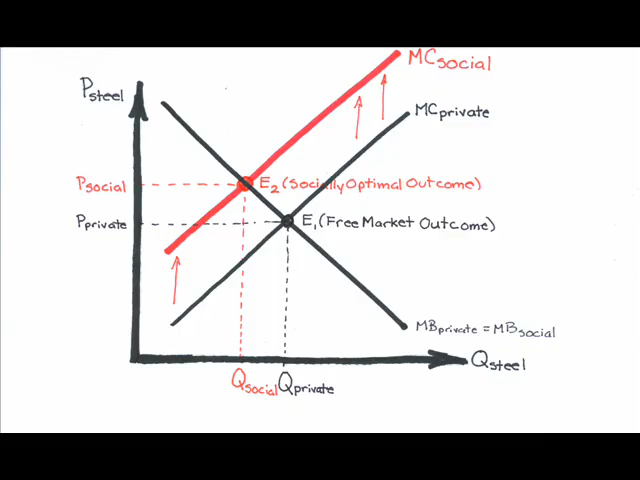 MCsocial
Psteel
MCprivate
Psocial
E2 (Socially Optimal Outcome)
Pprivate
E1 (Free Market Outcome)
MBprivate = MBsocial
Qsteel
Qsocial Qprivate